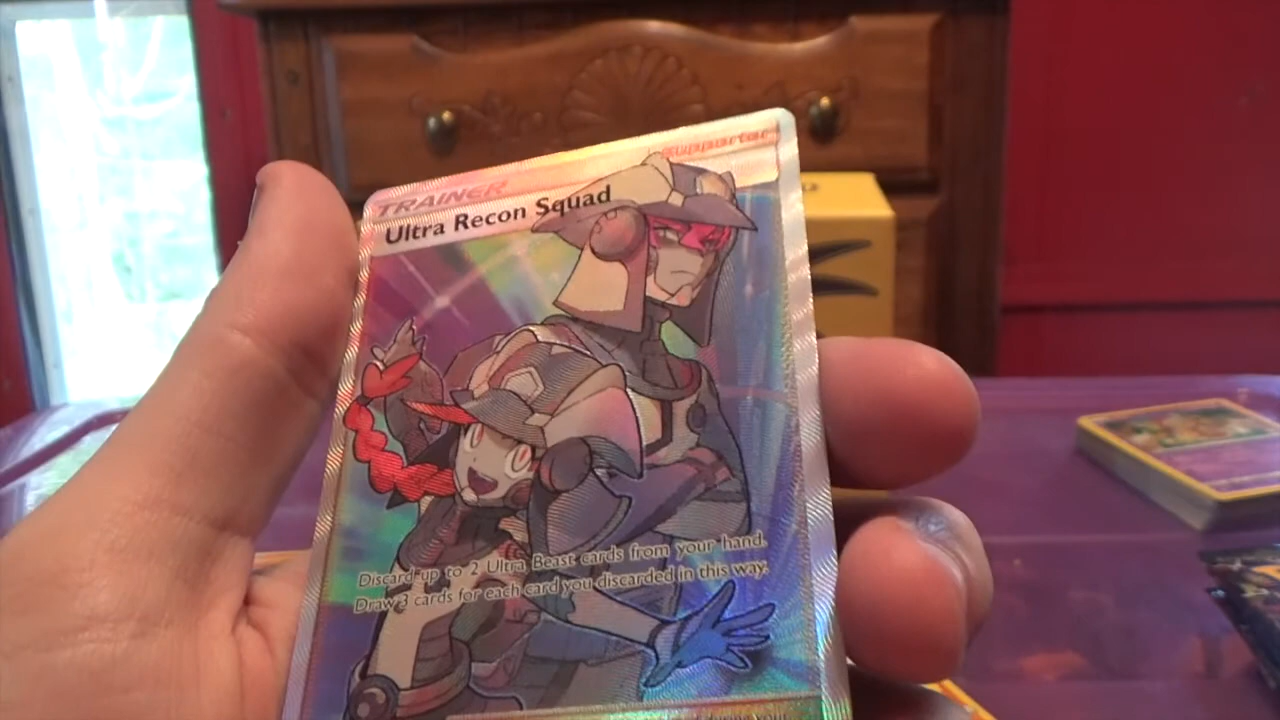 TRAINER
Supporter
Ultra Recon Squad
Discard up to 2 Ultra Beast cards from your hand.
Draw 3 cards for each card you discarded in this way.